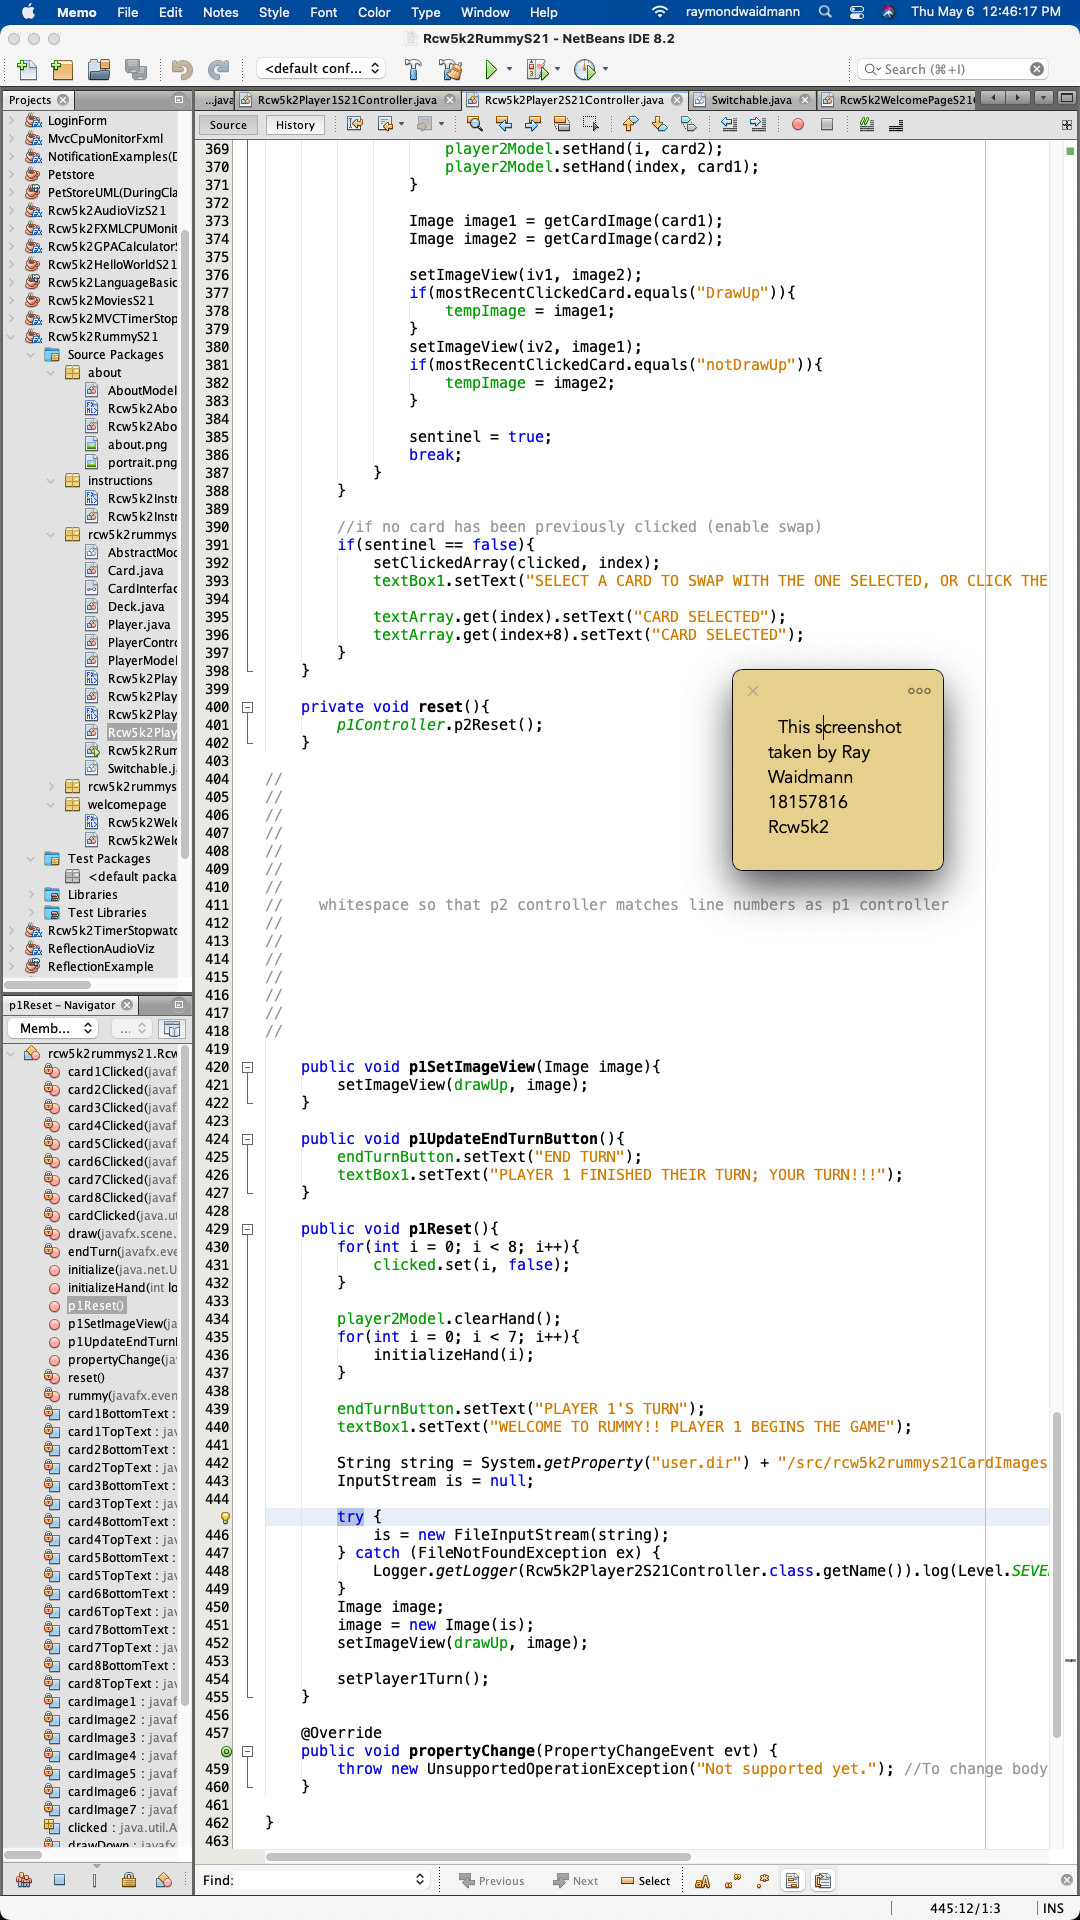 Memo File Edit Notes Style Font Color Type Window Help raymondwaidmann Thu May 6 12:46:17 PM
Rcw5k2RummyS21 - NetBeans IDE 8.2
<default conf... Search (⌘+I)
Projects
...java Rcw5k2Player1S21Controller.java Rcw5k2Player2S21Controller.java Switchable.java Rcw5k2WelcomePageS21
Source History
LoginForm
MvcCpuMonitorFxml
NotificationExamples(D
Petstore
PetStoreUML(DuringCla
Rcw5k2AudioVizS21
Rcw5k2FXMLCPUMonit
Rcw5k2GPACalculator
Rcw5k2HelloWorldS21
Rcw5k2LanguageBasic
Rcw5k2MoviesS21
Rcw5k2MVCTimerStop
Rcw5k2RummyS21
Source Packages
about
AboutModel
Rcw5k2Abo
Rcw5k2Abo
about.png
portrait.png
instructions
Rcw5k2Instr
Rcw5k2Instr
rcw5k2rummys
AbstractMod
Card.java
CardInterfac
Deck.java
Player.java
PlayerContro
PlayerModel
Rcw5k2Play
Rcw5k2Play
Rcw5k2Play
Rcw5k2Play
Rcw5k2Rum
Switchable.j
rcw5k2rummys
welcomepage
Rcw5k2Weld
Rcw5k2Weld
Test Packages
<default packa
Libraries
Test Libraries
Rcw5k2TimerStopwatc
ReflectionAudioViz
ReflectionExample
p1Reset - Navigator
Memb... ...
rcw5k2rummys21.Rcw
card1Clicked(javaf
card2Clicked(javaf
card3Clicked(javaf
card4Clicked(javaf
card5Clicked(javaf
card6Clicked(javaf
card7Clicked(javaf
card8Clicked(javaf
cardClicked(java.ut
draw(javafx.scene.
endTurn(javafx.eve
initialize(java.net.U
initializeHand(int lo
p1Reset()
p1SetImageView(ja
p1UpdateEndTurnl
propertyChange(ja
reset()
rummy(javafx.even
card1BottomText :
card1TopText : jav
card2BottomText :
card2TopText : jav
card3BottomText :
card3TopText : jav
card4BottomText :
card4TopText : jav
card5BottomText :
card5TopText : jav
card6BottomText :
card6TopText : jav
card7BottomText :
card7TopText : jav
card8BottomText :
card8TopText : jav
cardImage1 : javaf
cardImage2 : javaf
cardImage3 : javaf
cardImage4 : javaf
cardImage5 : javaf
cardImage6 : javaf
cardImage7 : javaf
clicked : java.util.A
drawDown : javafx
369 player2Model.setHand(i, card2);
370 player2Model.setHand(index, card1);
371 }
372
373 Image image1 = getCardImage(card1);
374 Image image2 = getCardImage(card2);
375
376 setImageView(iv1, image2);
377 if(mostRecentClickedCard.equals("DrawUp")){
378 tempImage = image1;
379 }
380 setImageView(iv2, image1);
381 if(mostRecentClickedCard.equals("notDrawUp")){
382 tempImage = image2;
383 }
384
385 sentinel = true;
386 break;
387 }
388 }
389
390 //if no card has been previously clicked (enable swap)
391 if(sentinel == false){
392 setClickedArray(clicked, index);
393 textBox1.setText("SELECT A CARD TO SWAP WITH THE ONE SELECTED, OR CLICK THE
394
395 textArray.get(index).setText("CARD SELECTED");
396 textArray.get(index+8).setText("CARD SELECTED");
397 }
398 }
399
400 private void reset(){
401 p1Controller.p2Reset();
402 }
403
404 //
405 //
406 //
407 //
408 //
409 //
410 //
411 // whitespace so that p2 controller matches line numbers as p1 controller
412 //
413 //
414 //
415 //
416 //
417 //
418 //
419
420 public void p1SetImageView(Image image){
421 setImageView(drawUp, image);
422 }
423
424 public void p1UpdateEndTurnButton(){
425 endTurnButton.setText("END TURN");
426 textBox1.setText("PLAYER 1 FINISHED THEIR TURN; YOUR TURN!!!");
427 }
428
429 public void p1Reset(){
430 for(int i = 0; i < 8; i++){
431 clicked.set(i, false);
432 }
433
434 player2Model.clearHand();
435 for(int i = 0; i < 7; i++){
436 initializeHand(i);
437 }
438
439 endTurnButton.setText("PLAYER 1'S TURN");
440 textBox1.setText("WELCOME TO RUMMY!! PLAYER 1 BEGINS THE GAME");
441
442 String string = System.getProperty("user.dir") + "/src/rcw5k2rummys21CardImages
443 InputStream is = null;
444
try {
446 is = new FileInputStream(string);
447 } catch (FileNotFoundException ex) {
448 Logger.getLogger(Rcw5k2Player2S21Controller.class.getName()).log(Level.SEVE
449 }
450 Image image;
451 image = new Image(is);
452 setImageView(drawUp, image);
453
454 setPlayer1Turn();
455 }
456
457 @Override
public void propertyChange(PropertyChangeEvent evt) {
459 throw new UnsupportedOperationException("Not supported yet."); //To change body
460 }
461
462 }
463
This screenshot
taken by Ray
Waidmann
18157816
Rcw5k2
Find: Previous Next Select
445:12/1:3 INS